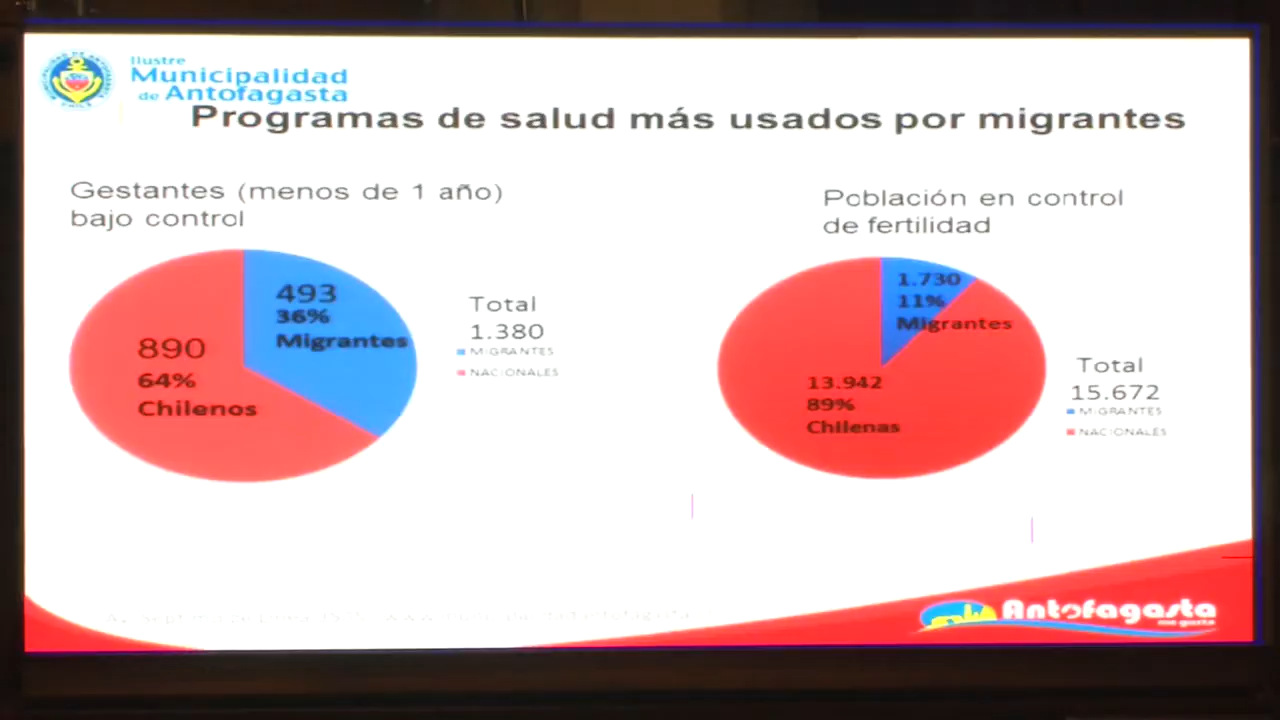 Ilustre
Municipalidad
de Antofagasta
Programas de salud más usados por migrantes
Gestantes (menos de 1 año)
bajo control
493
36%
Migrantes
890
64%
Chilenos
Total
1.380
MIGRANTES
NACIONALES
Población en control
de fertilidad
1.730
11%
Migrantes
13.942
89%
Chilenas
Total
15.672
MIGRANTES
NACIONALES
Antofagasta
me gusta